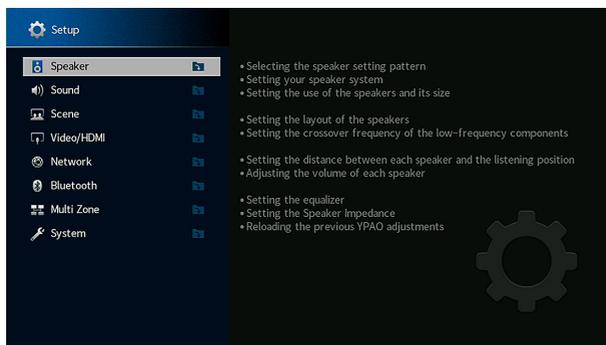 Setup
Speaker
Sound
Scene
Video/HDMI
Network
Bluetooth
Multi Zone
System
•Selecting the speaker setting pattern
•Setting your speaker system
•Setting the use of the speakers and its size
•Setting the layout of the speakers
•Setting the crossover frequency of the low-frequency components
•Setting the distance between each speaker and the listening position
•Adjusting the volume of each speaker
•Setting the equalizer
•Setting the Speaker Impedance
•Reloading the previous YPAO adjustments